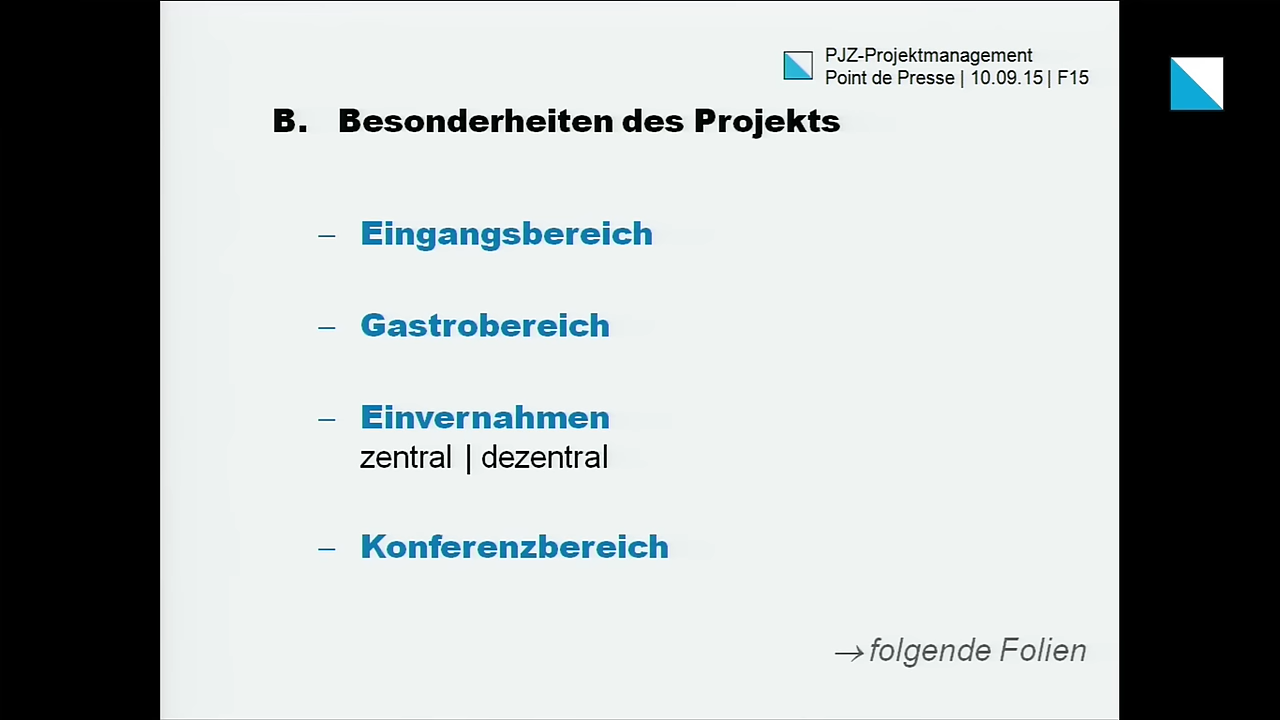 PJZ-Projektmanagement
Point de Presse | 10.09.15 | F15
B. Besonderheiten des Projekts
– Eingangsbereich
– Gastrobereich
– Einvernahmen
zentral | dezentral
– Konferenzbereich
→ folgende Folien